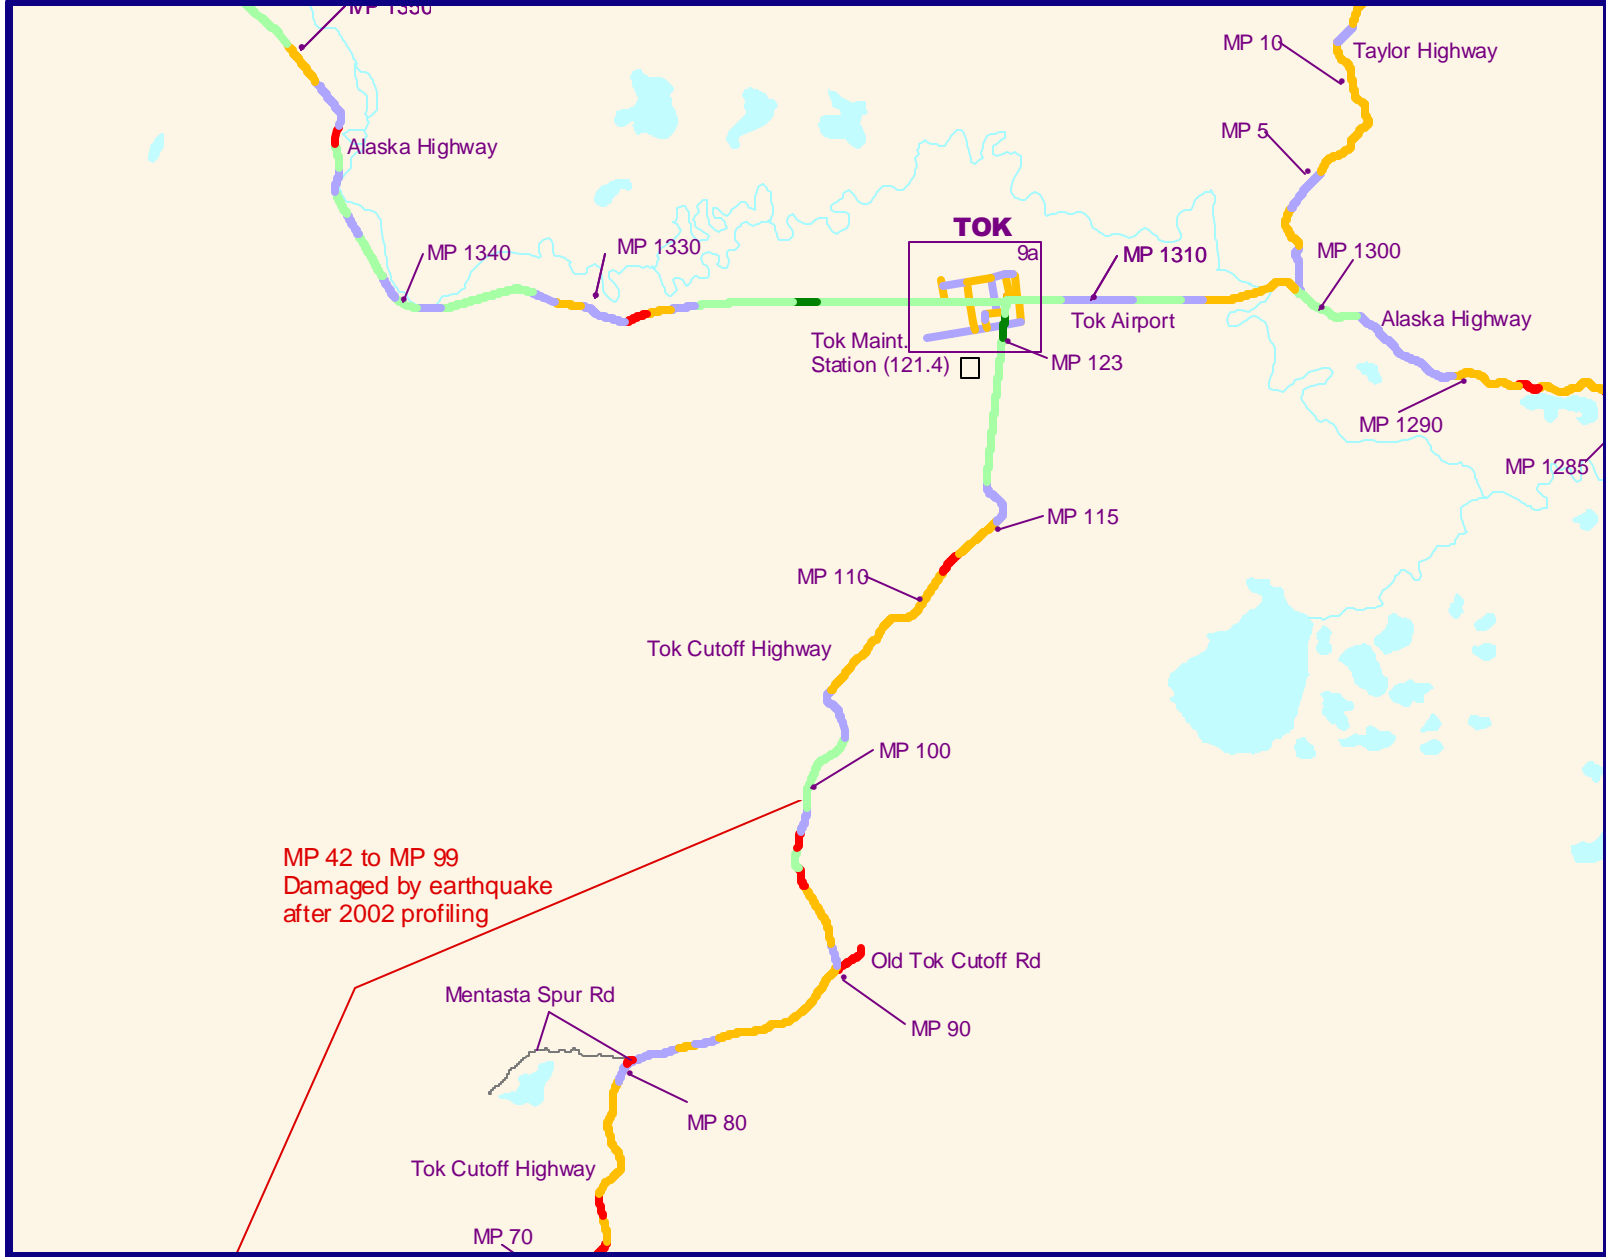 MP 1350
MP 10
Taylor Highway
MP 5
Alaska Highway
TOK
9a
MP 1340
MP 1330
MP 1310
MP 1300
Tok Airport
Alaska Highway
Tok Maint.
Station (121.4)
MP 123
MP 1290
MP 1285
MP 115
MP 110
Tok Cutoff Highway
MP 100
MP 42 to MP 99
Damaged by earthquake
after 2002 profiling
Old Tok Cutoff Rd
Mentasta Spur Rd
MP 90
MP 80
Tok Cutoff Highway
MP 70